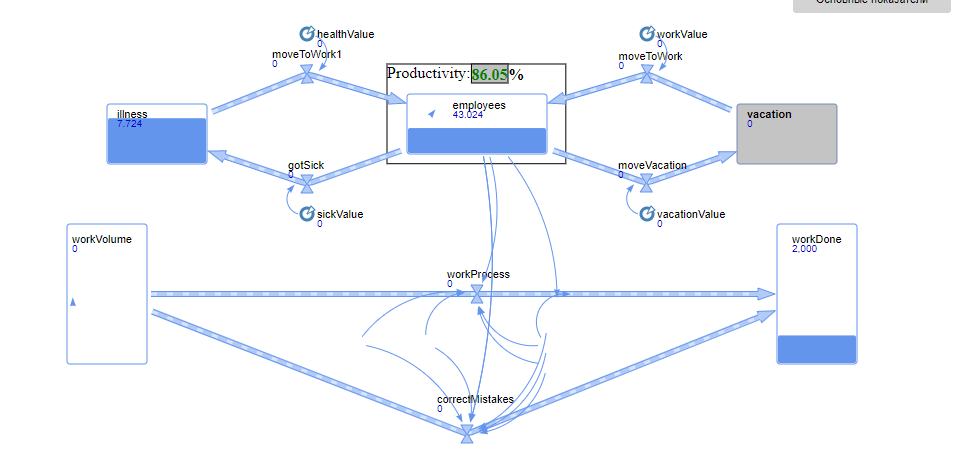 Основные показатели
healthValue
0
workValue
0
moveToWork1
0
moveToWork
0
Productivity:86.05%
illness
7.724
employees
43.024
vacation
0
gotSick
0
moveVacation
0
sickValue
0
vacationValue
0
workVolume
0
workDone
2,000
workProcess
0
correctMistakes
0